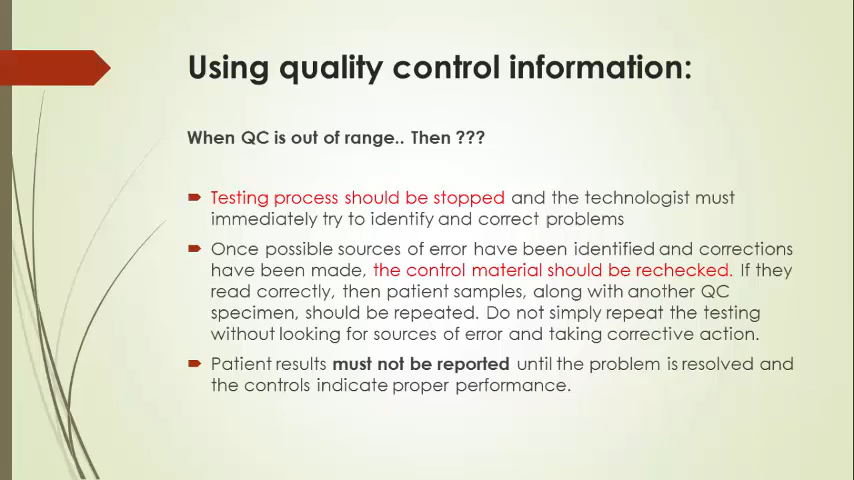 Using quality control information:
When QC is out of range.. Then ???
Testing process should be stopped and the technologist must
immediately try to identify and correct problems
Once possible sources of error have been identified and corrections
have been made, the control material should be rechecked. If they
read correctly, then patient samples, along with another QC
specimen, should be repeated. Do not simply repeat the testing
without looking for sources of error and taking corrective action.
Patient results must not be reported until the problem is resolved and
the controls indicate proper performance.